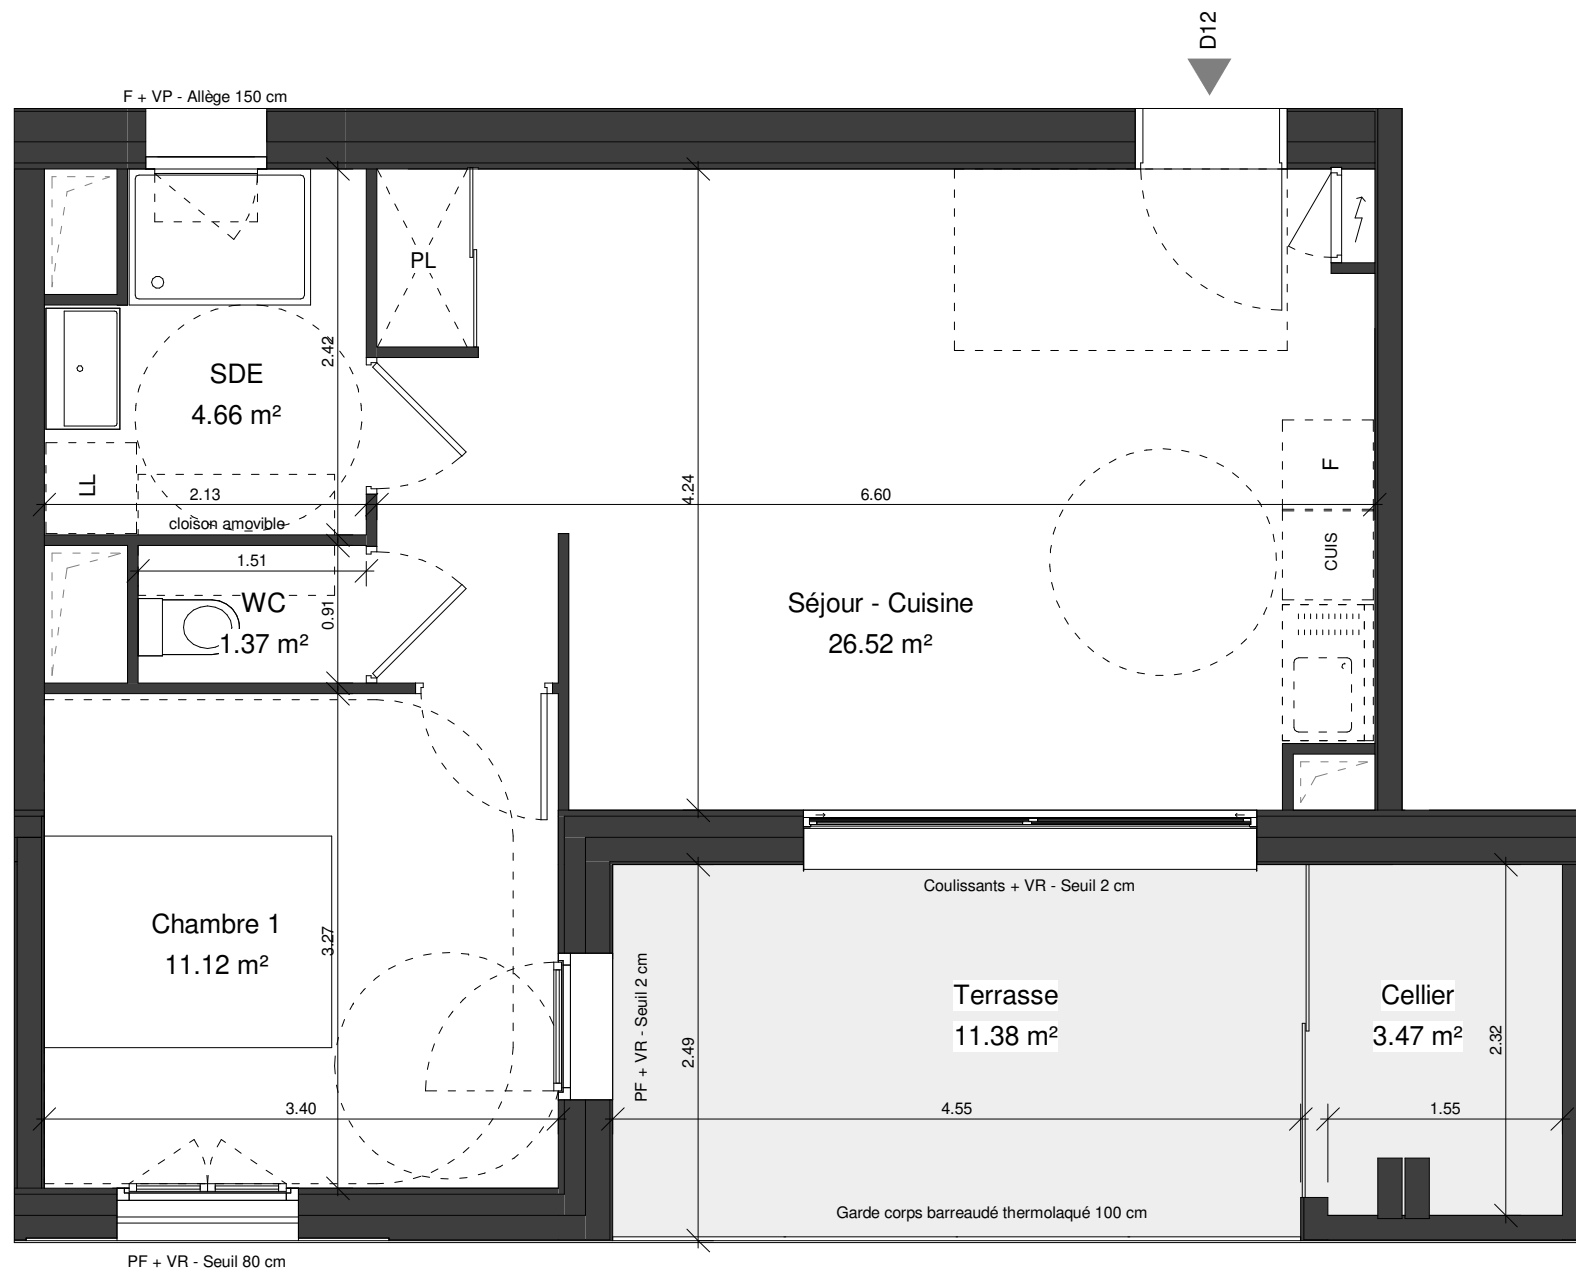 D12
F + VP - Allège 150 cm
PL
2.42
SDE
4.66 m²
LL
F
2.13
4.24
6.60
cloison amovible
CUIS
1.51
WC
0.91
1.37 m²
Séjour - Cuisine
26.52 m²
Coulissants + VR - Seuil 2 cm
Chambre 1
11.12 m²
3.27
PF + VR - Seuil 2 cm
Terrasse
11.38 m²
Cellier
3.47 m²
2.49
2.32
3.40
4.55
1.55
Garde corps barreaudé thermolaqué 100 cm
PF + VR - Seuil 80 cm